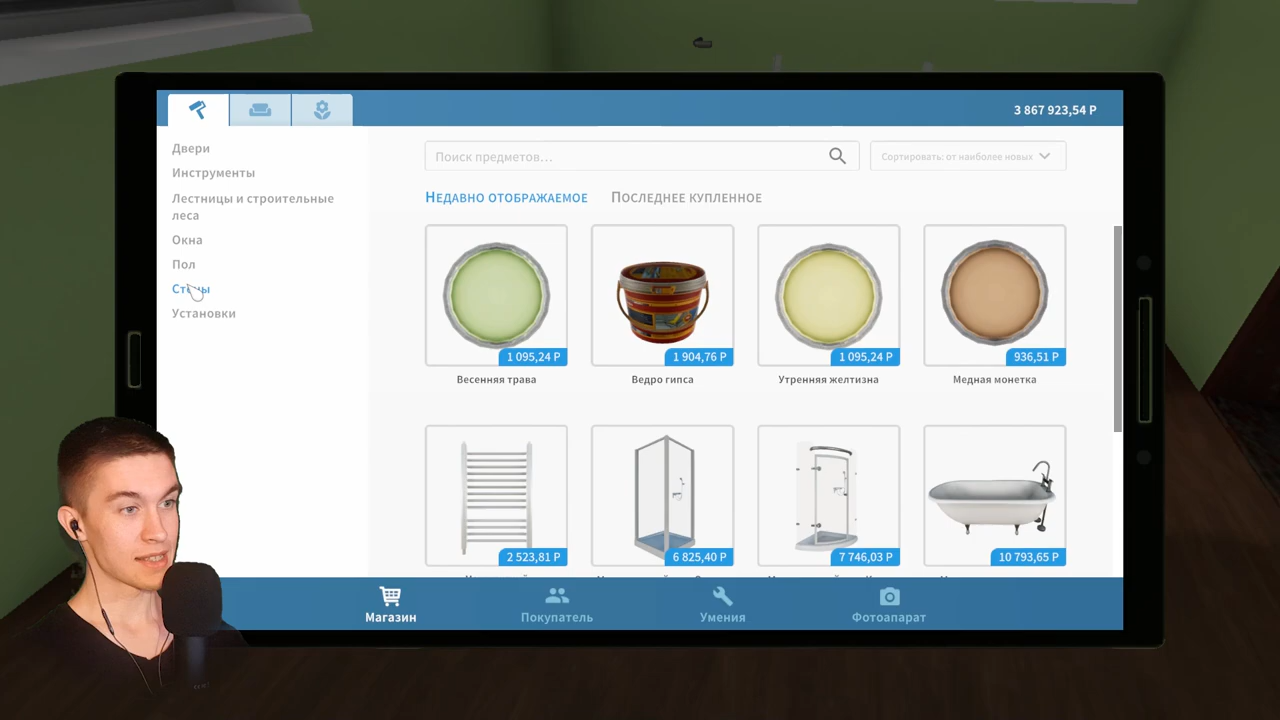 3 867 923,54 Р
Двери
Инструменты
Лестницы и строительные
леса
Окна
Пол
Стены
Установки
Поиск предметов…
Сортировать: от наиболее новых
Недавно отображаемое
Последнее купленное
1 095,24 Р
1 904,76 Р
1 095,24 Р
936,51 Р
Весенняя трава
Ведро гипса
Утренняя желтизна
Медная монетка
2 523,81 Р
6 825,40 Р
7 746,03 Р
10 793,65 Р
Магазин
Покупатель
Умения
Фотоаппарат